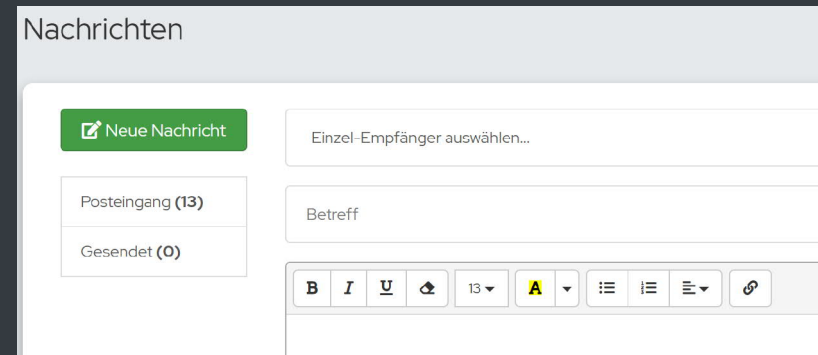 Nachrichten
Neue Nachricht
Einzel-Empfänger auswählen...
Posteingang (13)
Betreff
Gesendet (0)
B I U 13 A